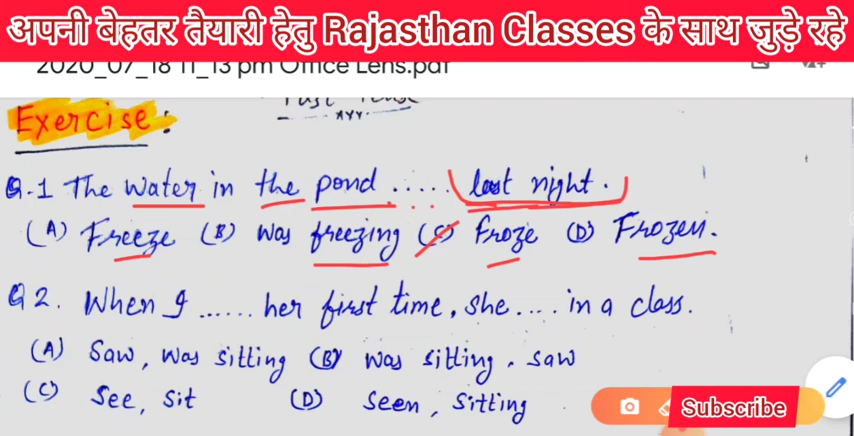 अपनी बेहतर तैयारी हेतु Rajasthan Classes के साथ जुड़े रहे
2020_07_18 11_13 pm Office Lens.pdf
Past Tense
Exercise :
Q.1 The water in the pond ..... last night.
(A) Freeze (B) was freezing (C) froze (D) Frozen.
Q2. When I ...... her first time, she .... in a class.
(A) Saw, was sitting (B) was sitting, saw
(C) See, sit (D) seen, sitting
Subscribe